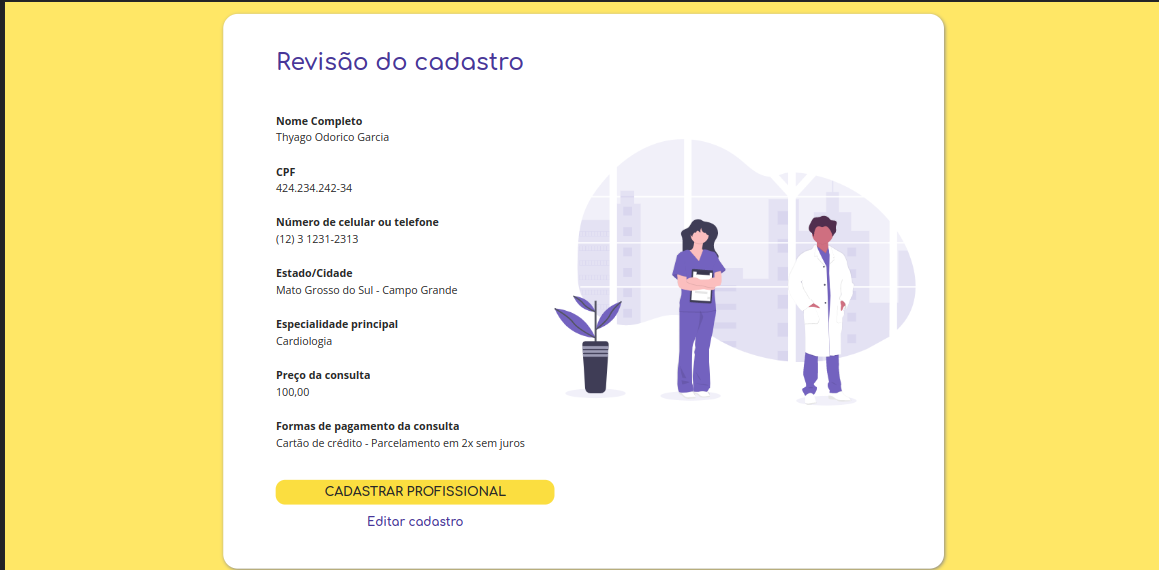 Revisão do cadastro
Nome Completo
Thyago Odorico Garcia
CPF
424.234.242-34
Número de celular ou telefone
(12) 3 1231-2313
Estado/Cidade
Mato Grosso do Sul - Campo Grande
Especialidade principal
Cardiologia
Preço da consulta
100,00
Formas de pagamento da consulta
Cartão de crédito - Parcelamento em 2x sem juros
CADASTRAR PROFISSIONAL
Editar cadastro